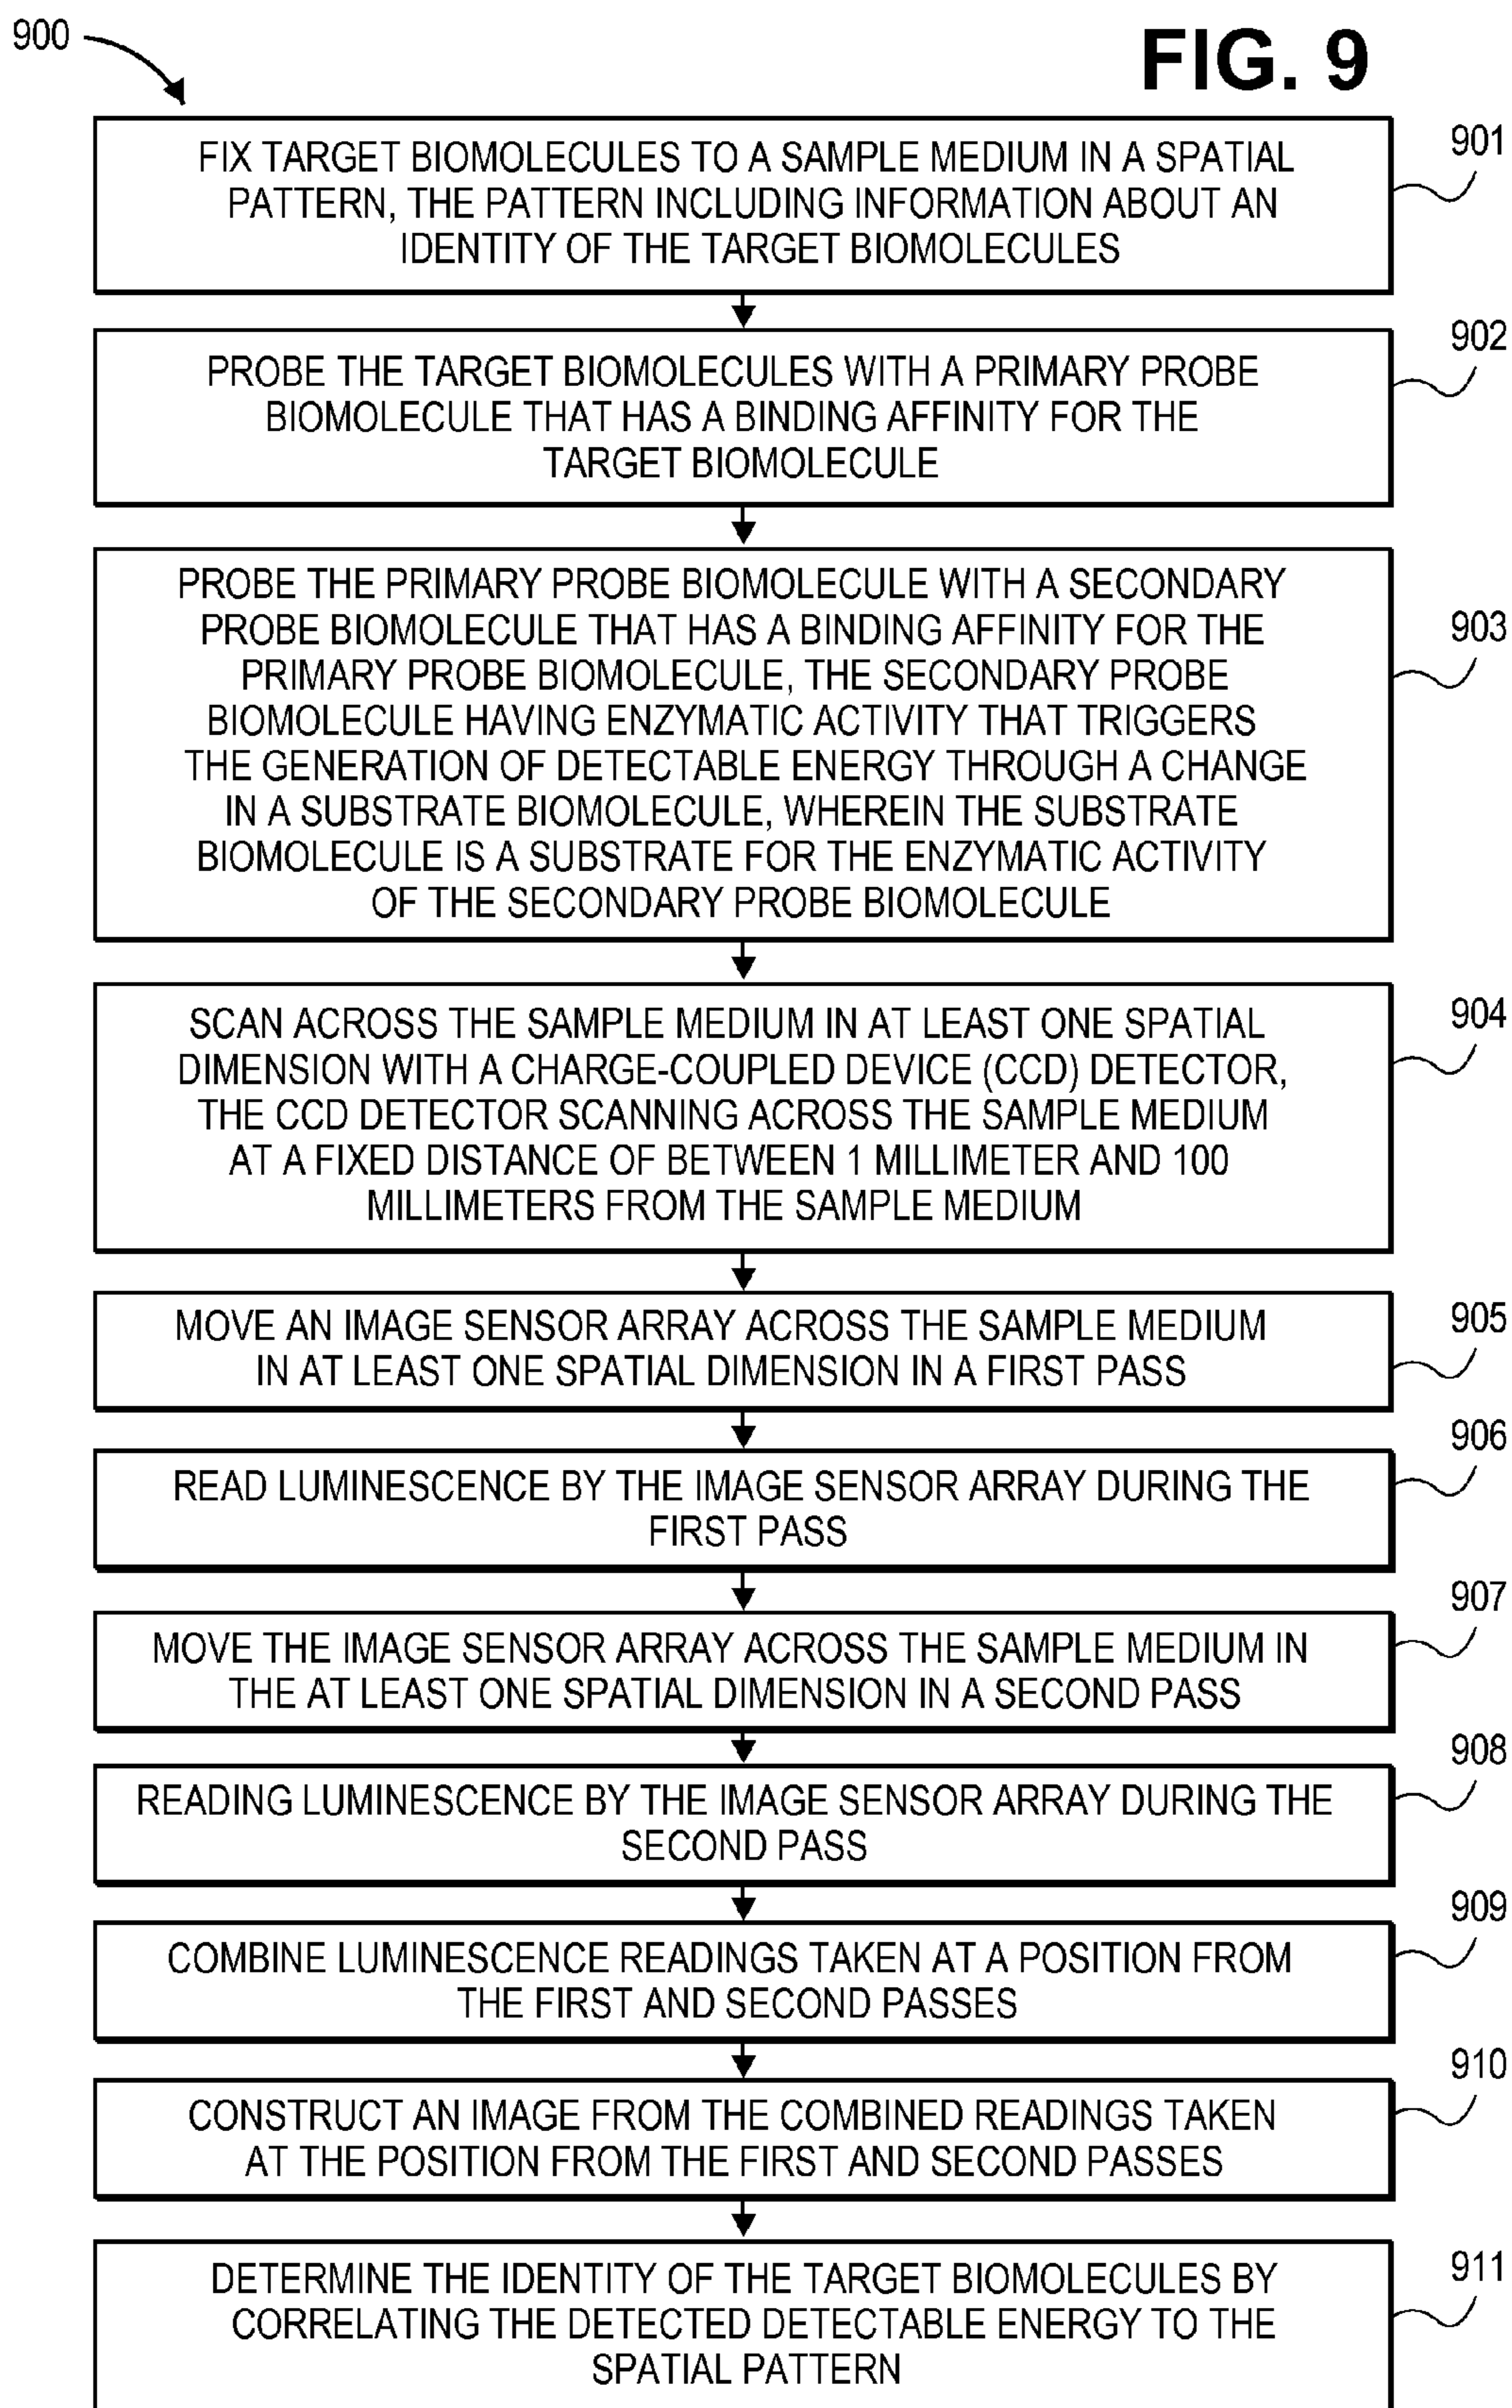 900
FIG. 9
FIX TARGET BIOMOLECULES TO A SAMPLE MEDIUM IN A SPATIAL
PATTERN, THE PATTERN INCLUDING INFORMATION ABOUT AN
IDENTITY OF THE TARGET BIOMOLECULES
901
PROBE THE TARGET BIOMOLECULES WITH A PRIMARY PROBE
BIOMOLECULE THAT HAS A BINDING AFFINITY FOR THE
TARGET BIOMOLECULE
902
PROBE THE PRIMARY PROBE BIOMOLECULE WITH A SECONDARY
PROBE BIOMOLECULE THAT HAS A BINDING AFFINITY FOR THE
PRIMARY PROBE BIOMOLECULE, THE SECONDARY PROBE
BIOMOLECULE HAVING ENZYMATIC ACTIVITY THAT TRIGGERS
THE GENERATION OF DETECTABLE ENERGY THROUGH A CHANGE
IN A SUBSTRATE BIOMOLECULE, WHEREIN THE SUBSTRATE
BIOMOLECULE IS A SUBSTRATE FOR THE ENZYMATIC ACTIVITY
OF THE SECONDARY PROBE BIOMOLECULE
903
SCAN ACROSS THE SAMPLE MEDIUM IN AT LEAST ONE SPATIAL
DIMENSION WITH A CHARGE-COUPLED DEVICE (CCD) DETECTOR,
THE CCD DETECTOR SCANNING ACROSS THE SAMPLE MEDIUM
AT A FIXED DISTANCE OF BETWEEN 1 MILLIMETER AND 100
MILLIMETERS FROM THE SAMPLE MEDIUM
904
MOVE AN IMAGE SENSOR ARRAY ACROSS THE SAMPLE MEDIUM
IN AT LEAST ONE SPATIAL DIMENSION IN A FIRST PASS
905
READ LUMINESCENCE BY THE IMAGE SENSOR ARRAY DURING THE
FIRST PASS
906
MOVE THE IMAGE SENSOR ARRAY ACROSS THE SAMPLE MEDIUM IN
THE AT LEAST ONE SPATIAL DIMENSION IN A SECOND PASS
907
READING LUMINESCENCE BY THE IMAGE SENSOR ARRAY DURING THE
SECOND PASS
908
COMBINE LUMINESCENCE READINGS TAKEN AT A POSITION FROM
THE FIRST AND SECOND PASSES
909
CONSTRUCT AN IMAGE FROM THE COMBINED READINGS TAKEN
AT THE POSITION FROM THE FIRST AND SECOND PASSES
910
DETERMINE THE IDENTITY OF THE TARGET BIOMOLECULES BY
CORRELATING THE DETECTED DETECTABLE ENERGY TO THE
SPATIAL PATTERN
911